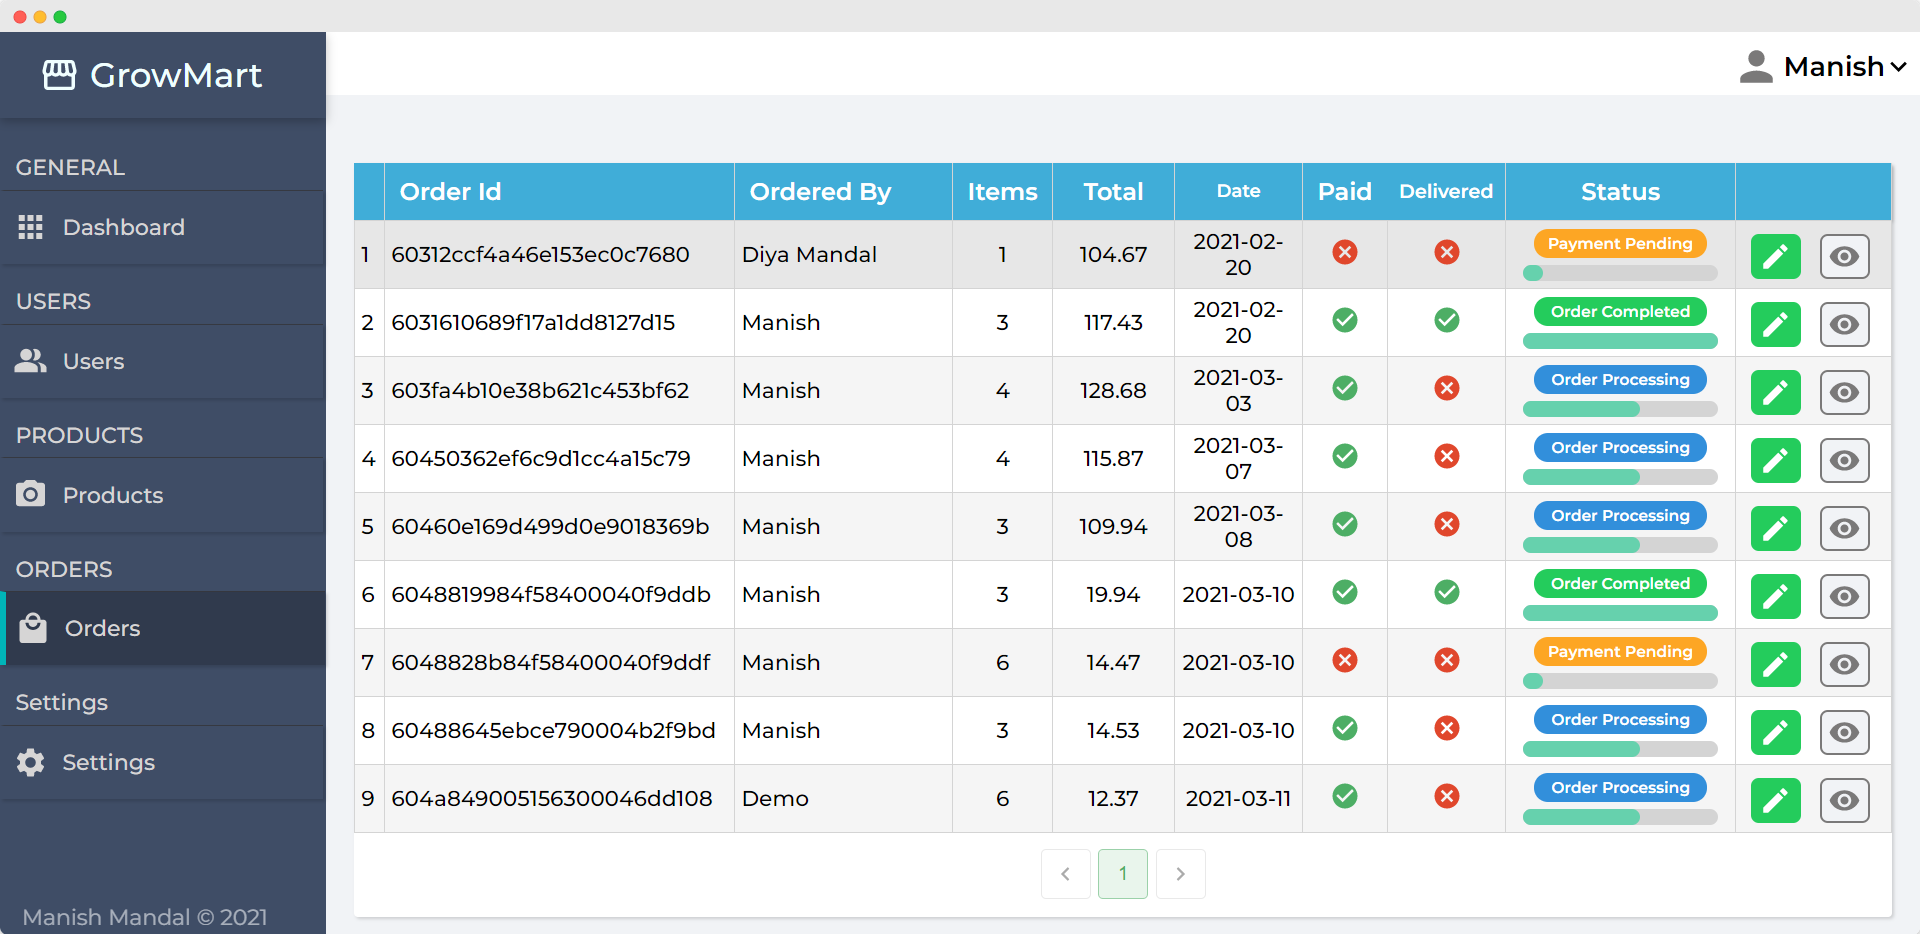 GrowMart
Manish
GENERAL
Dashboard
USERS
Users
PRODUCTS
Products
ORDERS
Orders
Settings
Settings
Manish Mandal © 2021
Order Id Ordered By Items Total Date Paid Delivered Status
1 60312ccf4a46e153ec0c7680 Diya Mandal 1 104.67 2021-02-20 Payment Pending
2 6031610689f17a1dd8127d15 Manish 3 117.43 2021-02-20 Order Completed
3 603fa4b10e38b621c453bf62 Manish 4 128.68 2021-03-03 Order Processing
4 60450362ef6c9d1cc4a15c79 Manish 4 115.87 2021-03-07 Order Processing
5 60460e169d499d0e9018369b Manish 3 109.94 2021-03-08 Order Processing
6 6048819984f58400040f9ddb Manish 3 19.94 2021-03-10 Order Completed
7 6048828b84f58400040f9ddf Manish 6 14.47 2021-03-10 Payment Pending
8 60488645ebce790004b2f9bd Manish 3 14.53 2021-03-10 Order Processing
9 604a849005156300046dd108 Demo 6 12.37 2021-03-11 Order Processing
1